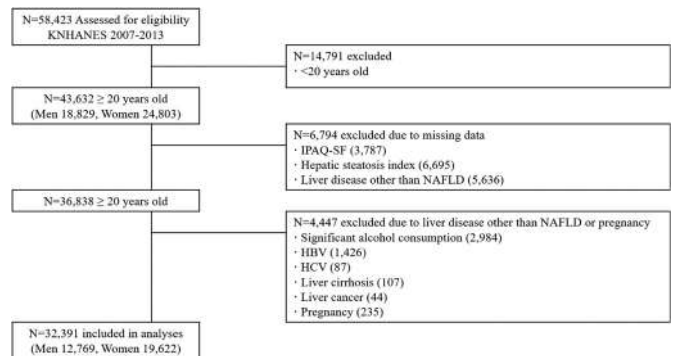 N=58,423 Assessed for eligibility
KNHANES 2007-2013
N=14,791 excluded
· <20 years old
N=43,632 ≥ 20 years old
(Men 18,829, Women 24,803)
N=6,794 excluded due to missing data
· IPAQ-SF (3,787)
· Hepatic steatosis index (6,695)
· Liver disease other than NAFLD (5,636)
N=36,838 ≥ 20 years old
N=4,447 excluded due to liver disease other than NAFLD or pregnancy
· Significant alcohol consumption (2,984)
· HBV (1,426)
· HCV (87)
· Liver cirrhosis (107)
· Liver cancer (44)
· Pregnancy (235)
N=32,391 included in analyses
(Men 12,769, Women 19,622)